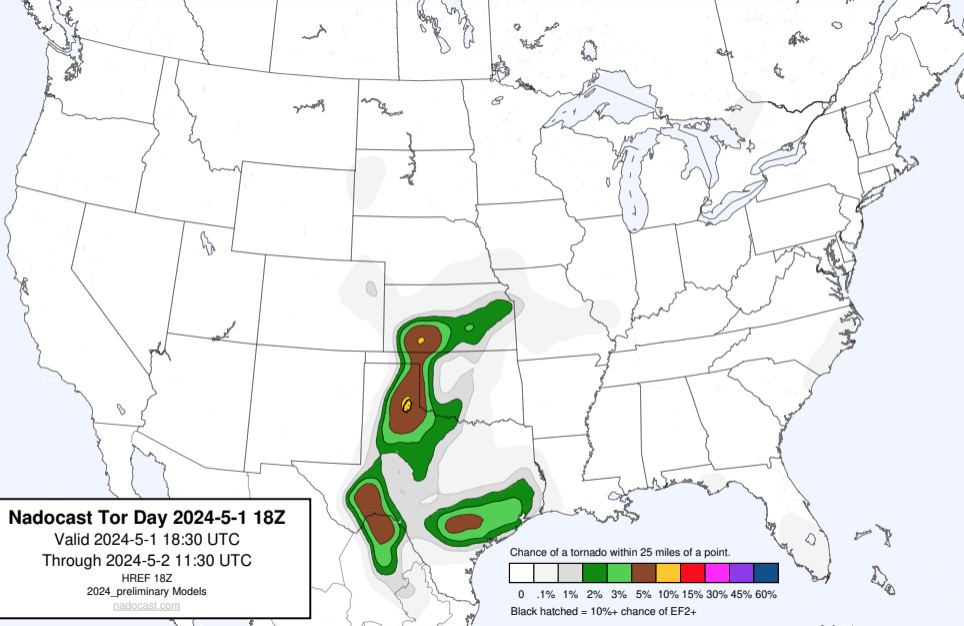 Nadocast Tor Day 2024-5-1 18Z
Valid 2024-5-1 18:30 UTC
Through 2024-5-2 11:30 UTC
HREF 18Z
2024_preliminary Models
nadocast.com
Chance of a tornado within 25 miles of a point.
0 .1% 1% 2% 3% 5% 10% 15% 30% 45% 60%
Black hatched = 10%+ chance of EF2+